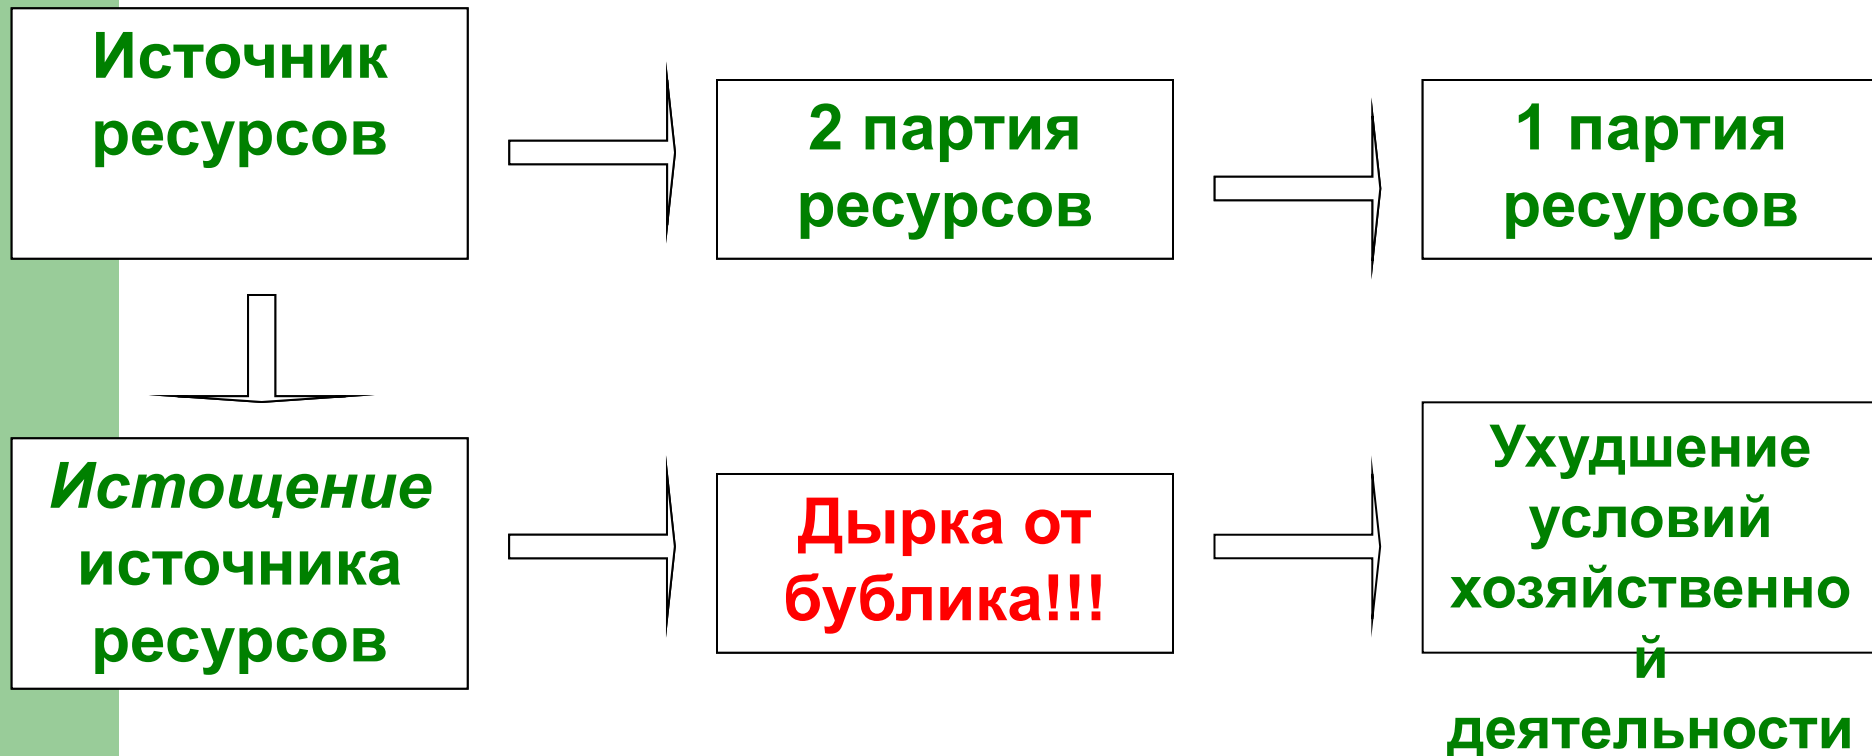 Источник
ресурсов
2 партия
ресурсов
1 партия
ресурсов
Истощение
источника
ресурсов
Дырка от
бублика!!!
Ухудшение
условий
хозяйственно
й
деятельности